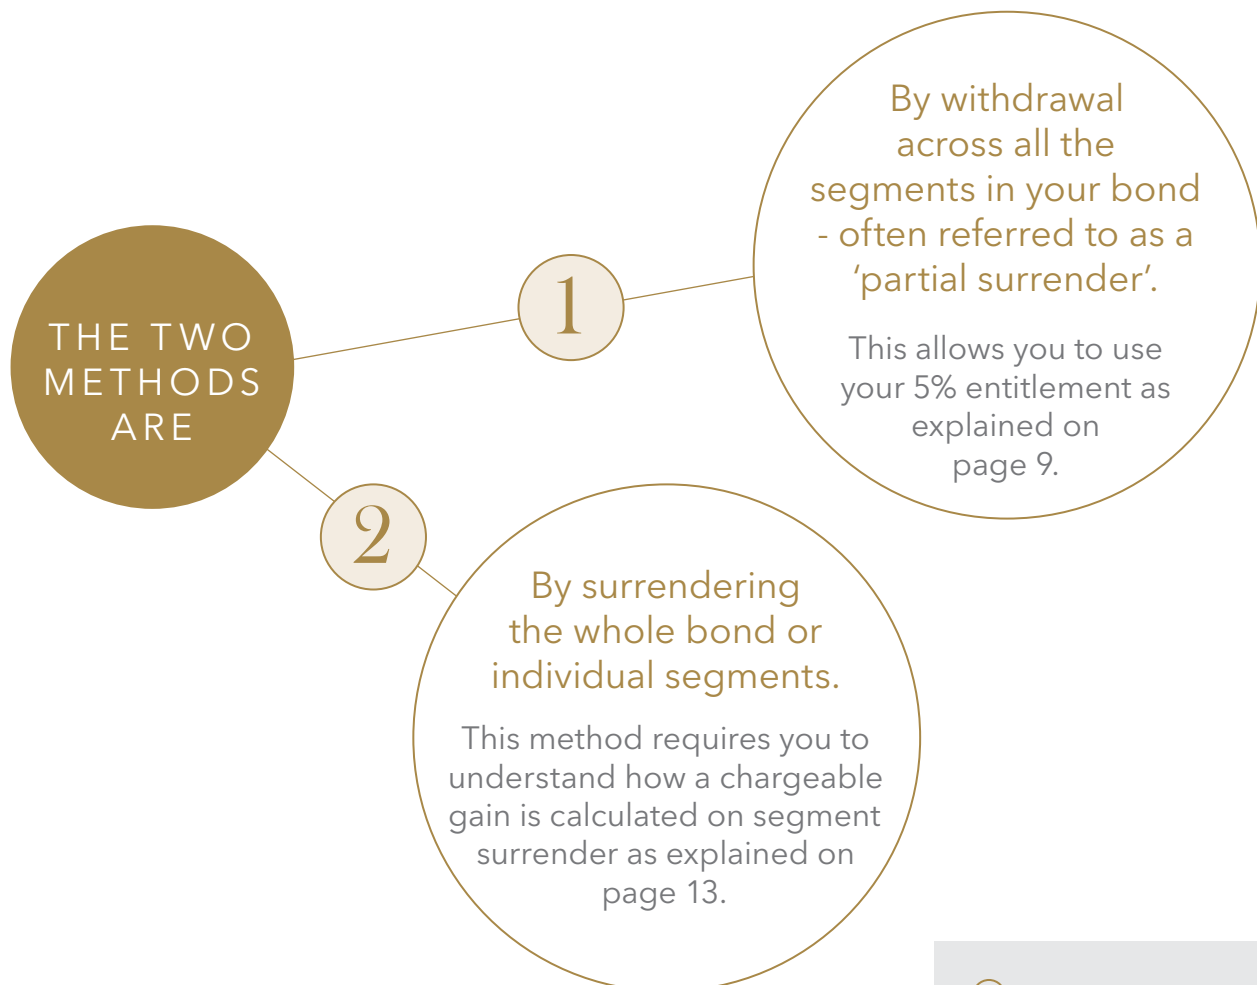 THE TWO
METHODS
ARE
1
By withdrawal
across all the
segments in your bond
- often referred to as a
‘partial surrender’.
This allows you to use
your 5% entitlement as
explained on
page 9.
2
By surrendering
the whole bond or
individual segments.
This method requires you to
understand how a chargeable
gain is calculated on segment
surrender as explained on
page 13.